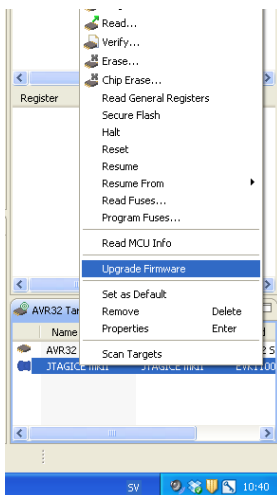 Read...
Verify...
Erase...
Chip Erase...
Register
Read General Registers
Secure Flash
Halt
Reset
Resume
Resume From
Read Fuses...
Program Fuses...
Read MCU Info
Upgrade Firmware
Set as Default
AVR32 Tar
Remove Delete
Name
Properties Enter
AVR32
Scan Targets
JTAGICE mkII JTAGICE mkII EVK1100
SV 10:40